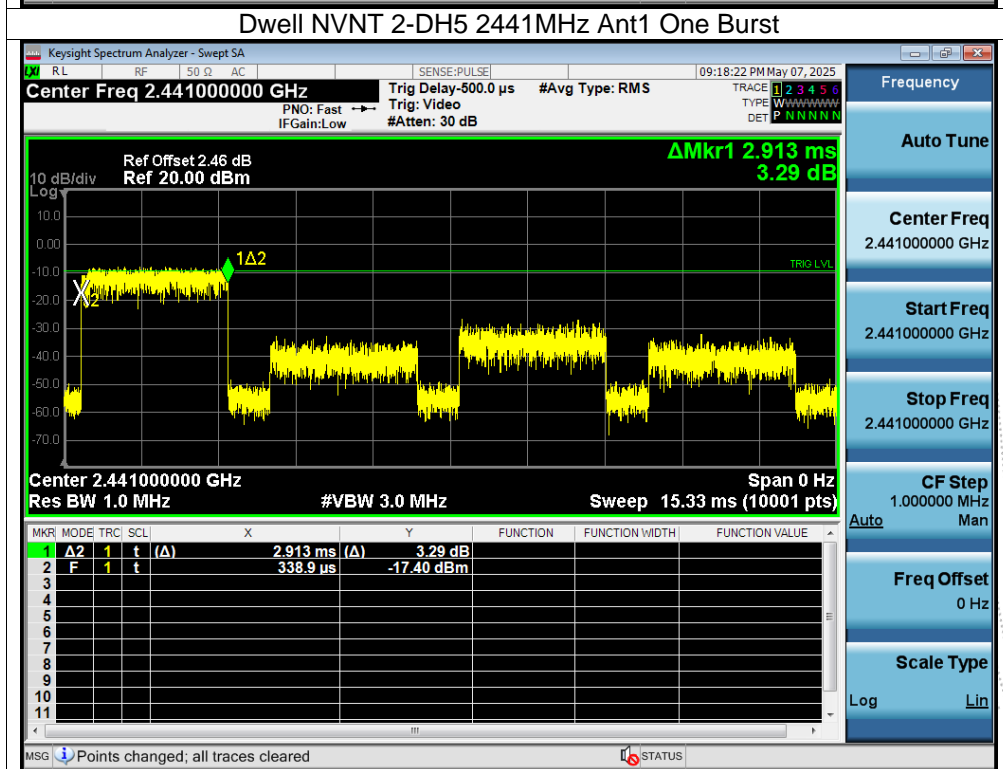 Dwell NVNT 2-DH5 2441MHz Ant1 One Burst
Keysight Spectrum Analyzer - Swept SA
LXI RL RF 50 Ω AC SENSE:PULSE 09:18:22 PM May 07, 2025
Center Freq 2.441000000 GHz Trig Delay-500.0 µs #Avg Type: RMS TRACE 1 2 3 4 5 6
PNO: Fast Trig: Video TYPE WWWWWW
IFGain:Low #Atten: 30 dB DET P N N N N N
Frequency
Auto Tune
Center Freq
2.441000000 GHz
Start Freq
2.441000000 GHz
Stop Freq
2.441000000 GHz
CF Step
1.000000 MHz
Auto Man
Freq Offset
0 Hz
Scale Type
Log Lin
ΔMkr1 2.913 ms
3.29 dB
Ref Offset 2.46 dB
10 dB/div Ref 20.00 dBm
Log
10.0
0.00
-10.0
-20.0
-30.0
-40.0
-50.0
-60.0
-70.0
1Δ2
TRIG LVL
2
Center 2.441000000 GHz Span 0 Hz
Res BW 1.0 MHz #VBW 3.0 MHz Sweep 15.33 ms (10001 pts)
MKR MODE TRC SCL X Y FUNCTION FUNCTION WIDTH FUNCTION VALUE
1 Δ2 1 t (Δ) 2.913 ms (Δ) 3.29 dB
2 F 1 t 338.9 µs -17.40 dBm
3
4
5
6
7
8
9
10
11
MSG Points changed; all traces cleared STATUS